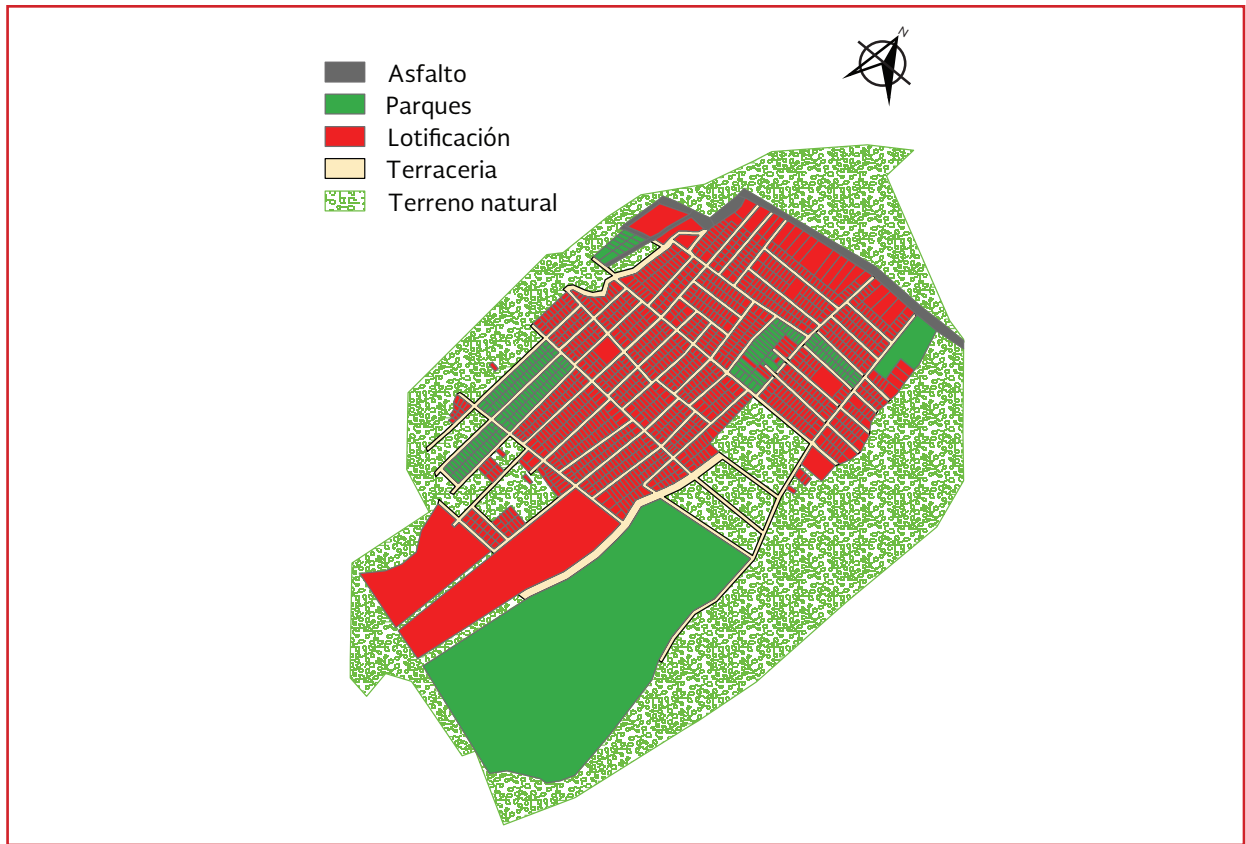 N
Asfalto
Parques
Lotificación
Terraceria
Terreno natural